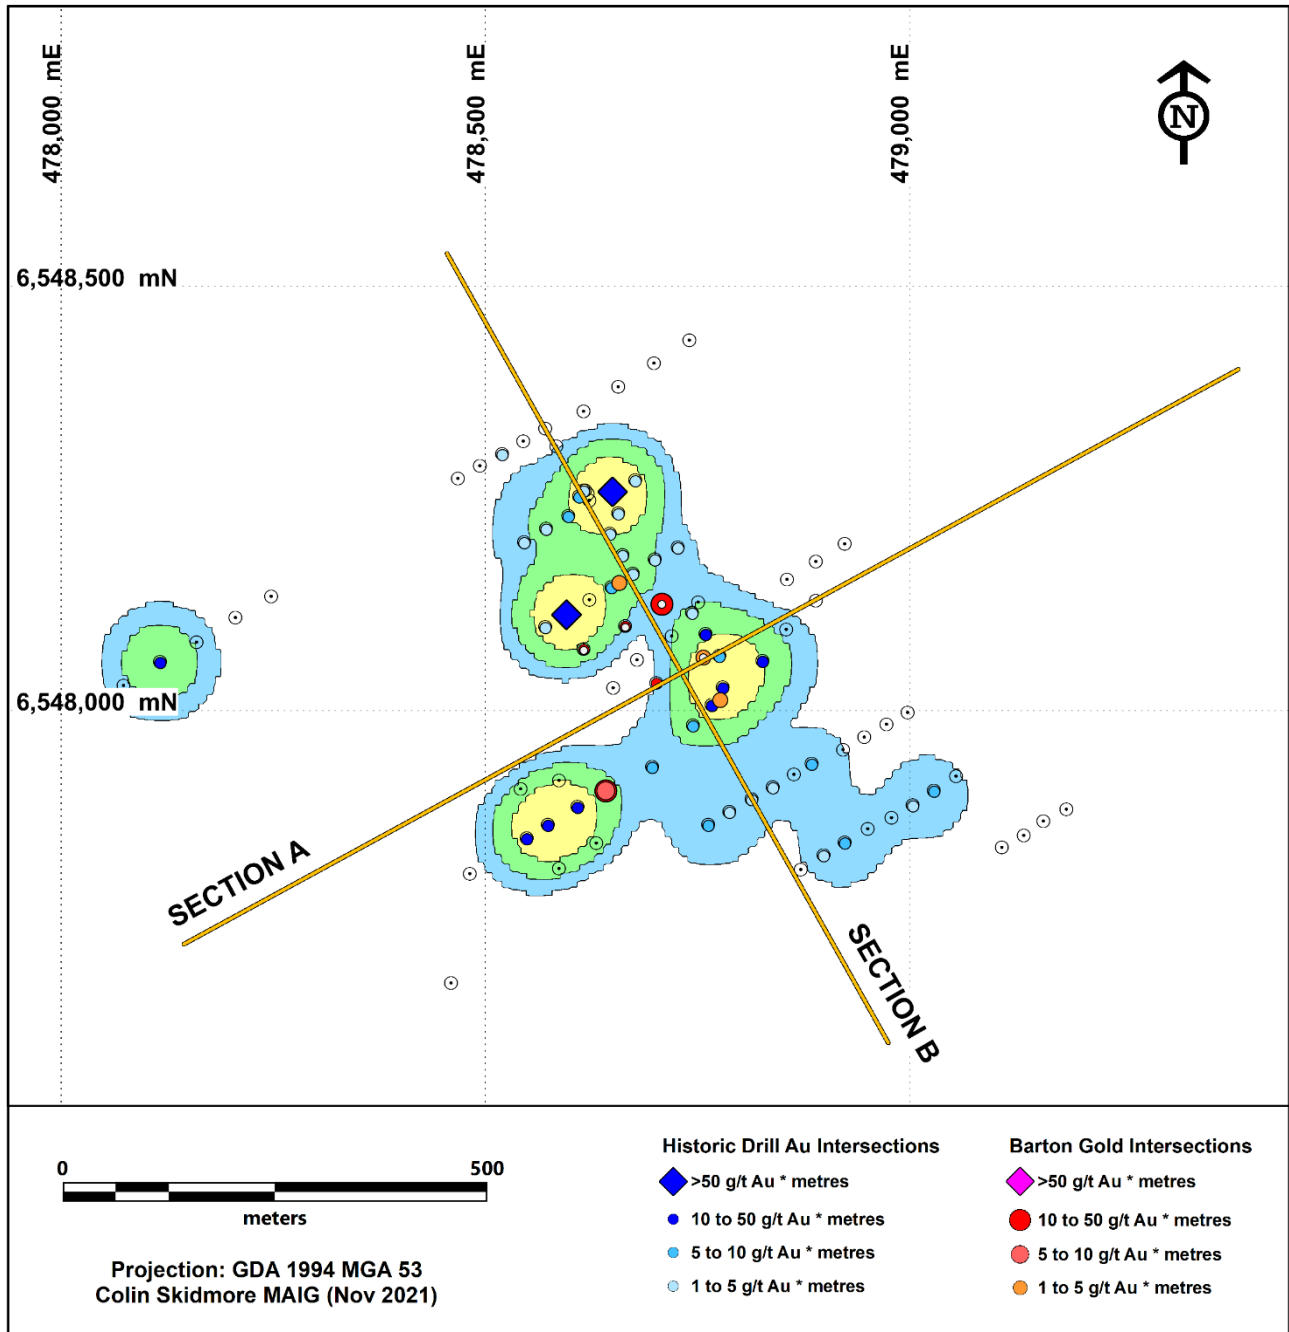 478,000 mE
478,500 mE
479,000 mE
N
6,548,500 mN
6,548,000 mN
SECTION A
SECTION B
0 500
meters
Projection: GDA 1994 MGA 53
Colin Skidmore MAIG (Nov 2021)
Historic Drill Au Intersections
>50 g/t Au * metres
10 to 50 g/t Au * metres
5 to 10 g/t Au * metres
1 to 5 g/t Au * metres
Barton Gold Intersections
>50 g/t Au * metres
10 to 50 g/t Au * metres
5 to 10 g/t Au * metres
1 to 5 g/t Au * metres